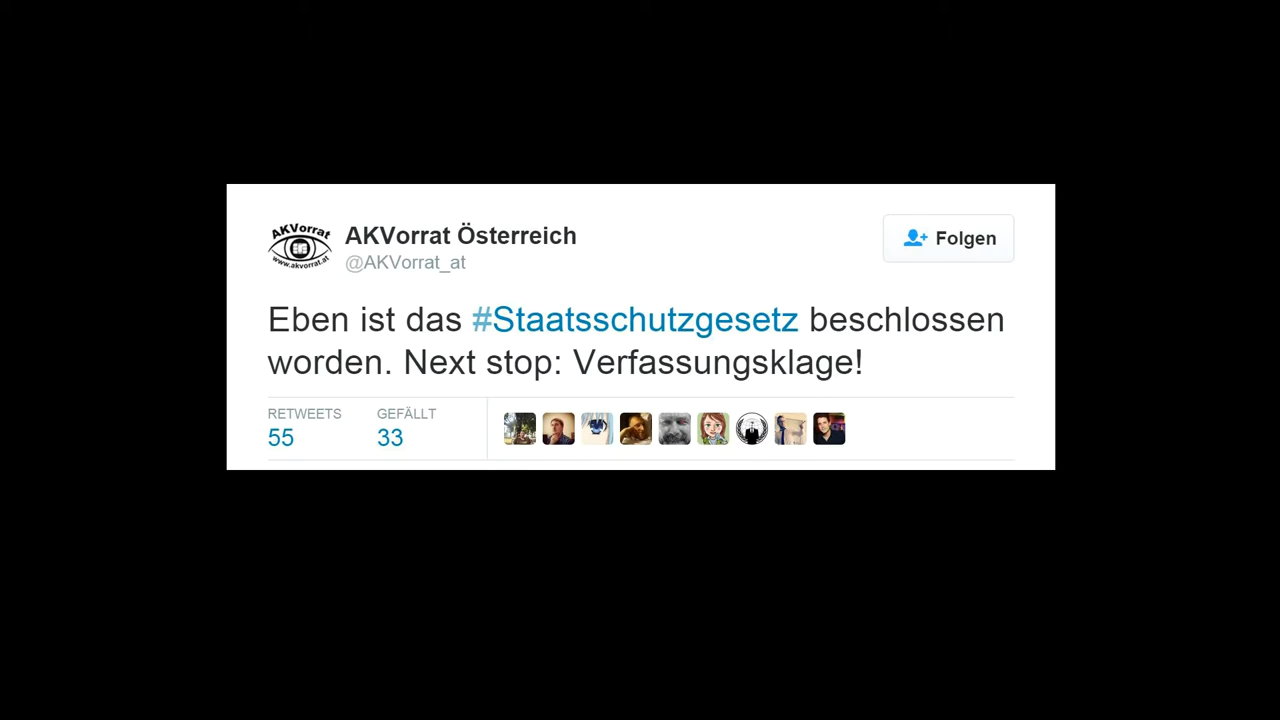 AKVorrat
www.akvorrat.at
AKVorrat Österreich
@AKVorrat_at
Folgen
Eben ist das #Staatsschutzgesetz beschlossen
worden. Next stop: Verfassungsklage!
RETWEETS GEFÄLLT
55 33